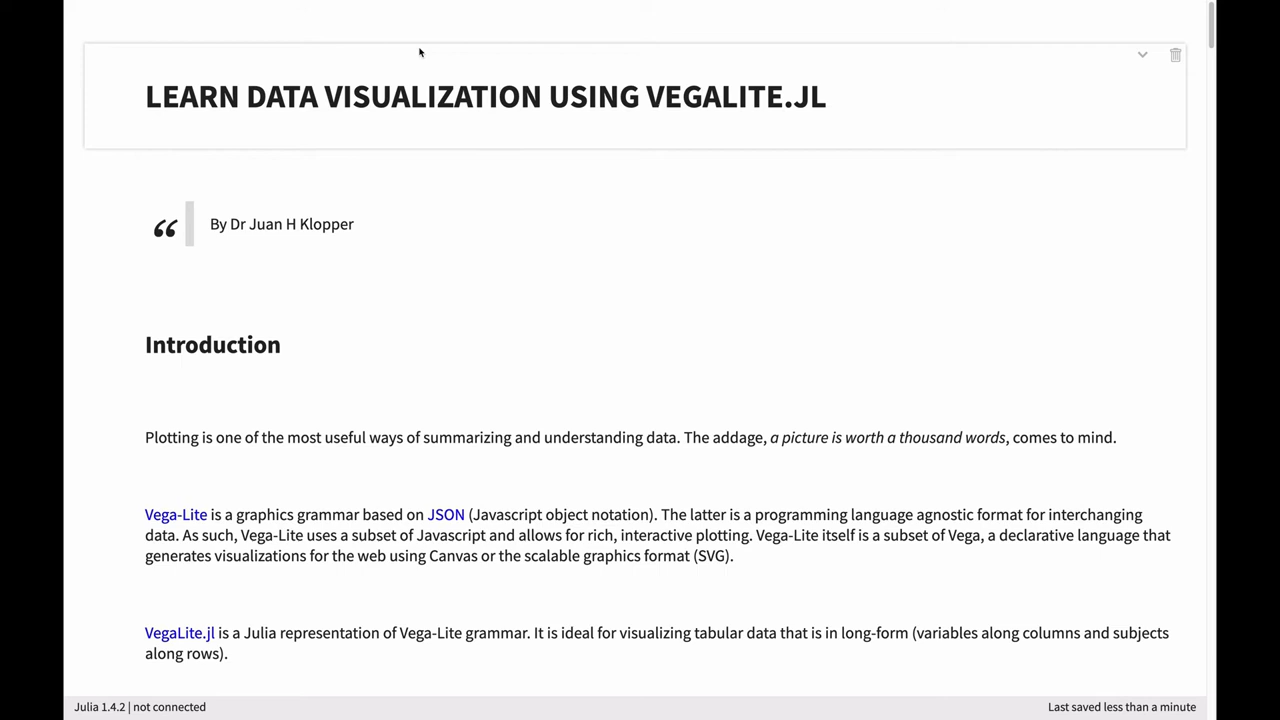 LEARN DATA VISUALIZATION USING VEGALITE.JL
“ By Dr Juan H Klopper
Introduction
Plotting is one of the most useful ways of summarizing and understanding data. The addage, a picture is worth a thousand words, comes to mind.
Vega-Lite is a graphics grammar based on JSON (Javascript object notation). The latter is a programming language agnostic format for interchanging
data. As such, Vega-Lite uses a subset of Javascript and allows for rich, interactive plotting. Vega-Lite itself is a subset of Vega, a declarative language that
generates visualizations for the web using Canvas or the scalable graphics format (SVG).
VegaLite.jl is a Julia representation of Vega-Lite grammar. It is ideal for visualizing tabular data that is in long-form (variables along columns and subjects
along rows).
Julia 1.4.2 | not connected
Last saved less than a minute